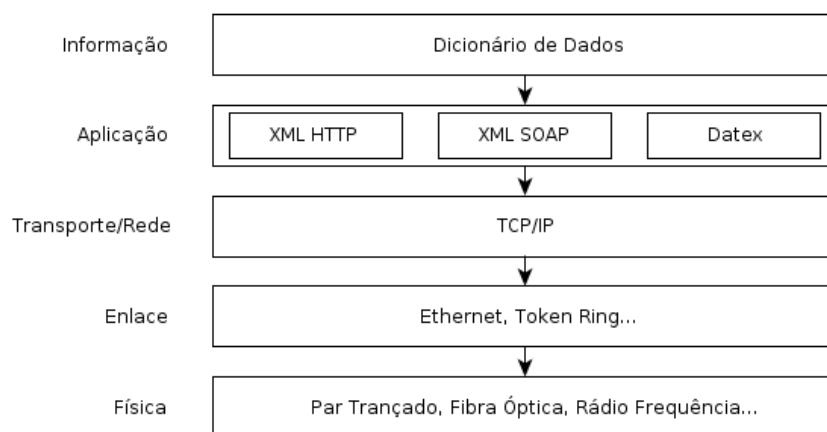 Informação
Dicionário de Dados
Aplicação
XML HTTP
XML SOAP
Datex
Transporte/Rede
TCP/IP
Enlace
Ethernet, Token Ring...
Física
Par Trançado, Fibra Óptica, Rádio Frequência...